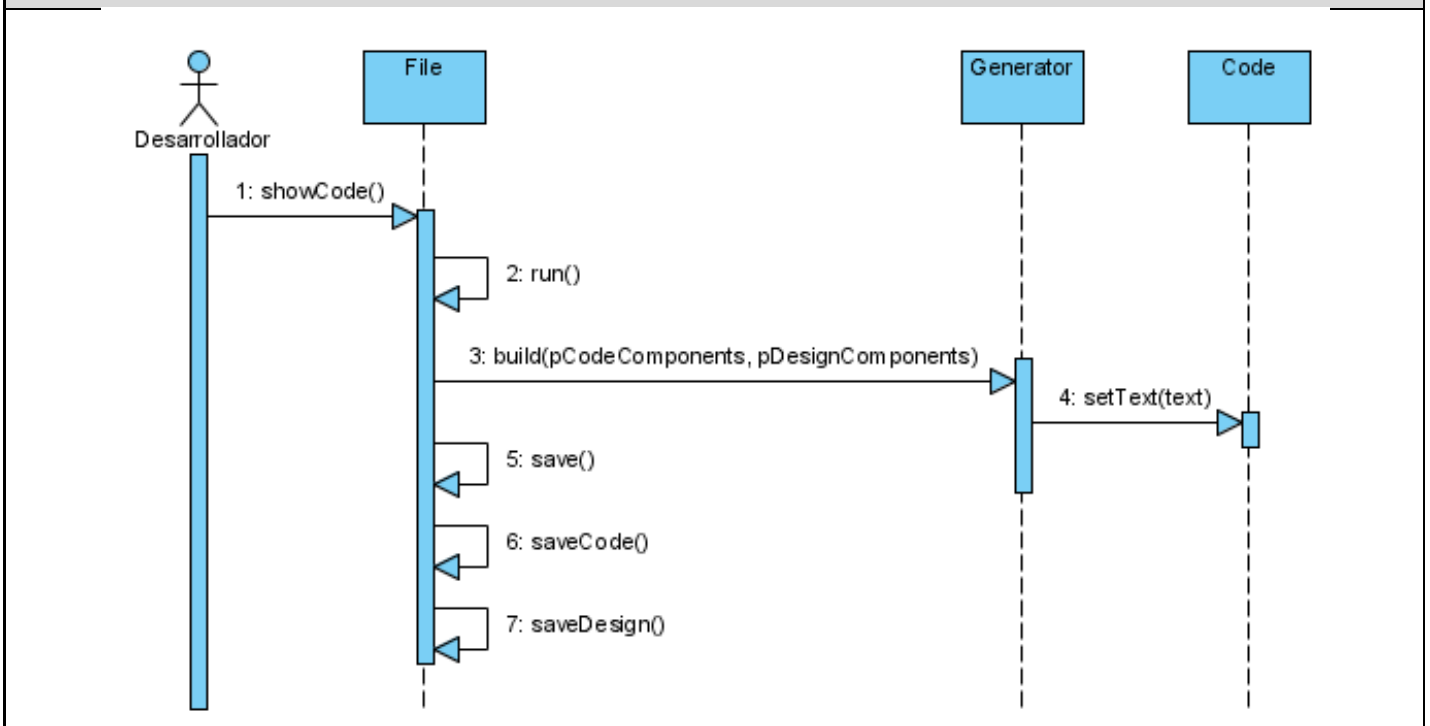 File
Generator
Code
Desarrollador
1: showCode()
2: run()
3: build(pCodeComponents, pDesignComponents)
4: setText(text)
5: save()
6: saveCode()
7: saveDesign()